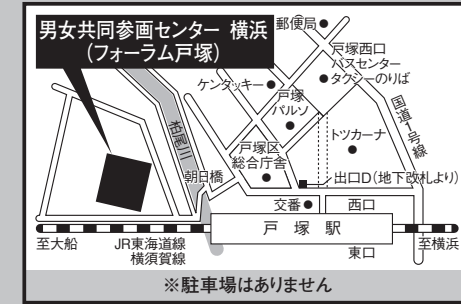 男女共同参画センター 横浜
(フォーラム戸塚)
郵便局
戸塚西口
バスセンター
タクシーのりば
ケンタッキー
戸塚
パルソ
国道1号線
トツカーナ
柏尾川
戸塚区
総合庁舎
朝日橋
出口D(地下改札より)
交番
西口
戸塚駅
至大船
JR東海道線
横須賀線
東口
至横浜
※駐車場はありません